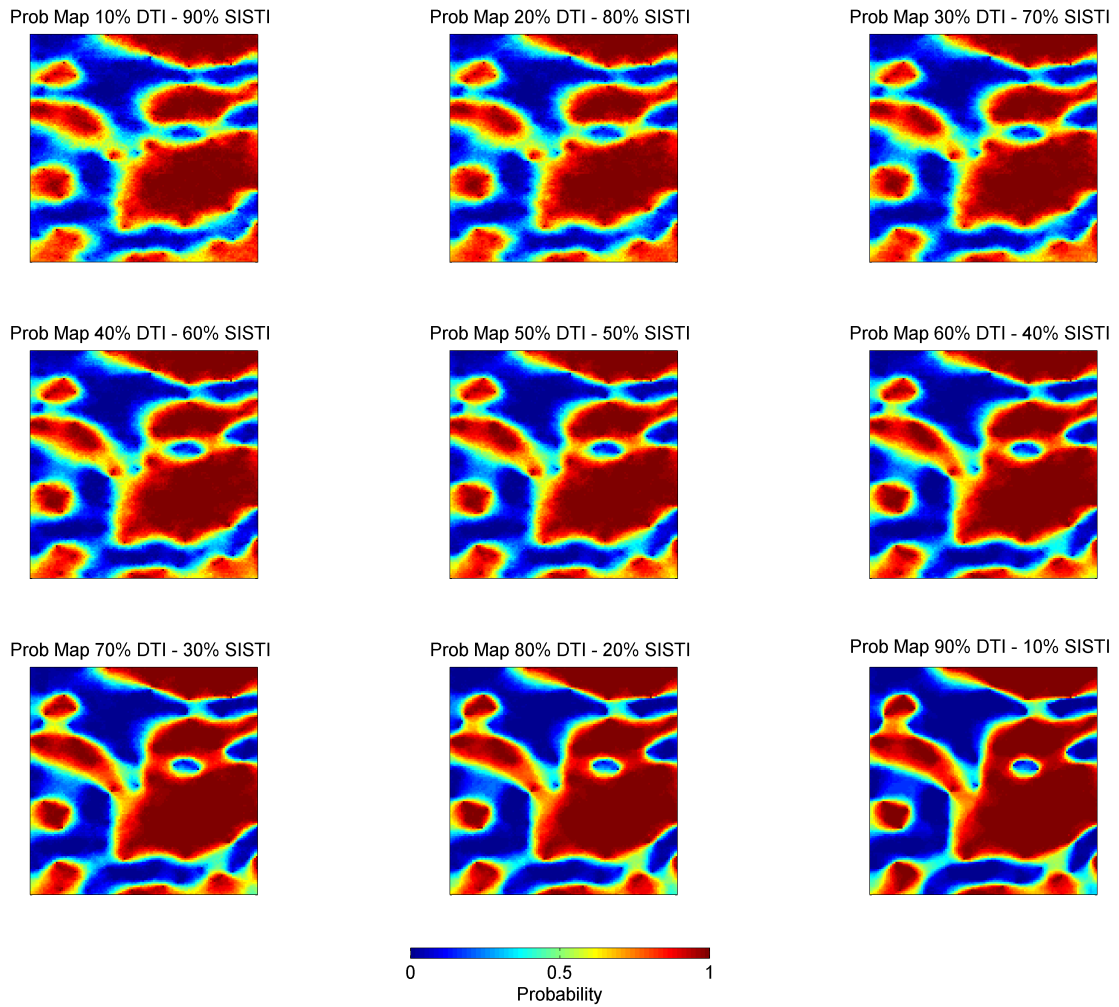 Prob Map 10% DTI - 90% SISTI
Prob Map 20% DTI - 80% SISTI
Prob Map 30% DTI - 70% SISTI
Prob Map 40% DTI - 60% SISTI
Prob Map 50% DTI - 50% SISTI
Prob Map 60% DTI - 40% SISTI
Prob Map 70% DTI - 30% SISTI
Prob Map 80% DTI - 20% SISTI
Prob Map 90% DTI - 10% SISTI
0 0.5 1
Probability